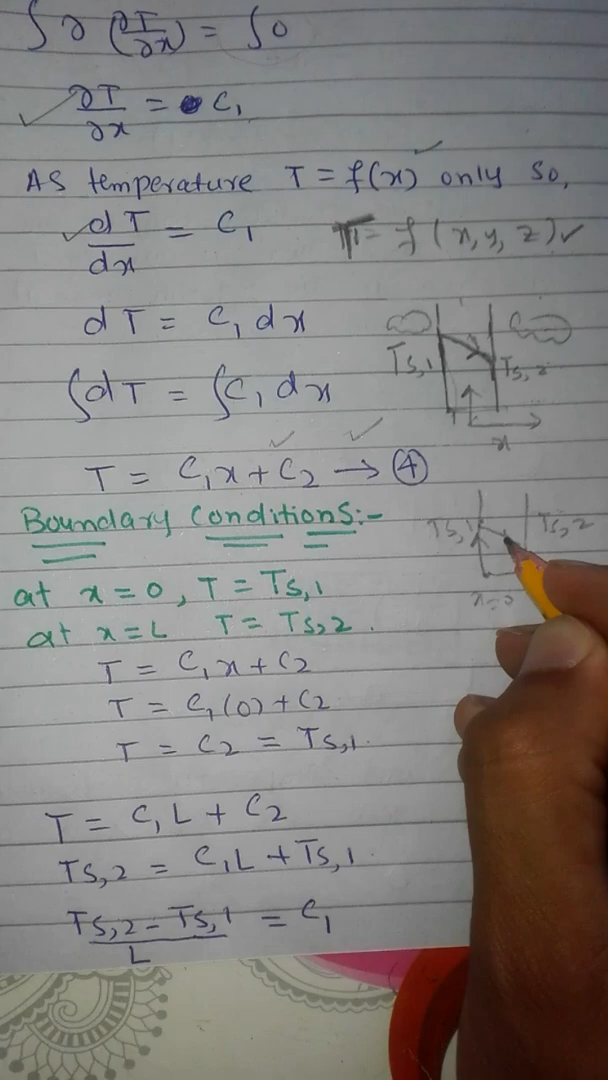 ∫ ∂ (∂T/∂x) = ∫ 0
∂T/∂x = C₁
As temperature T = f(x) only so,
dT/dx = C₁
T = f (x, y, z)
dT = C₁ dx
Ts,1 Ts,2
∫dT = ∫C₁ dx
x
T = C₁x + C₂ → ④
Boundary Conditions:-
Ts,1 Ts,2
x=0
at x = 0, T = Ts,1
at x = L T = Ts,2.
T = C₁x + C₂
T = C₁(0) + C₂
T = C₂ = Ts,1.
T = C₁L + C₂
Ts,2 = C₁L + Ts,1.
Ts,2 - Ts,1/L = C₁